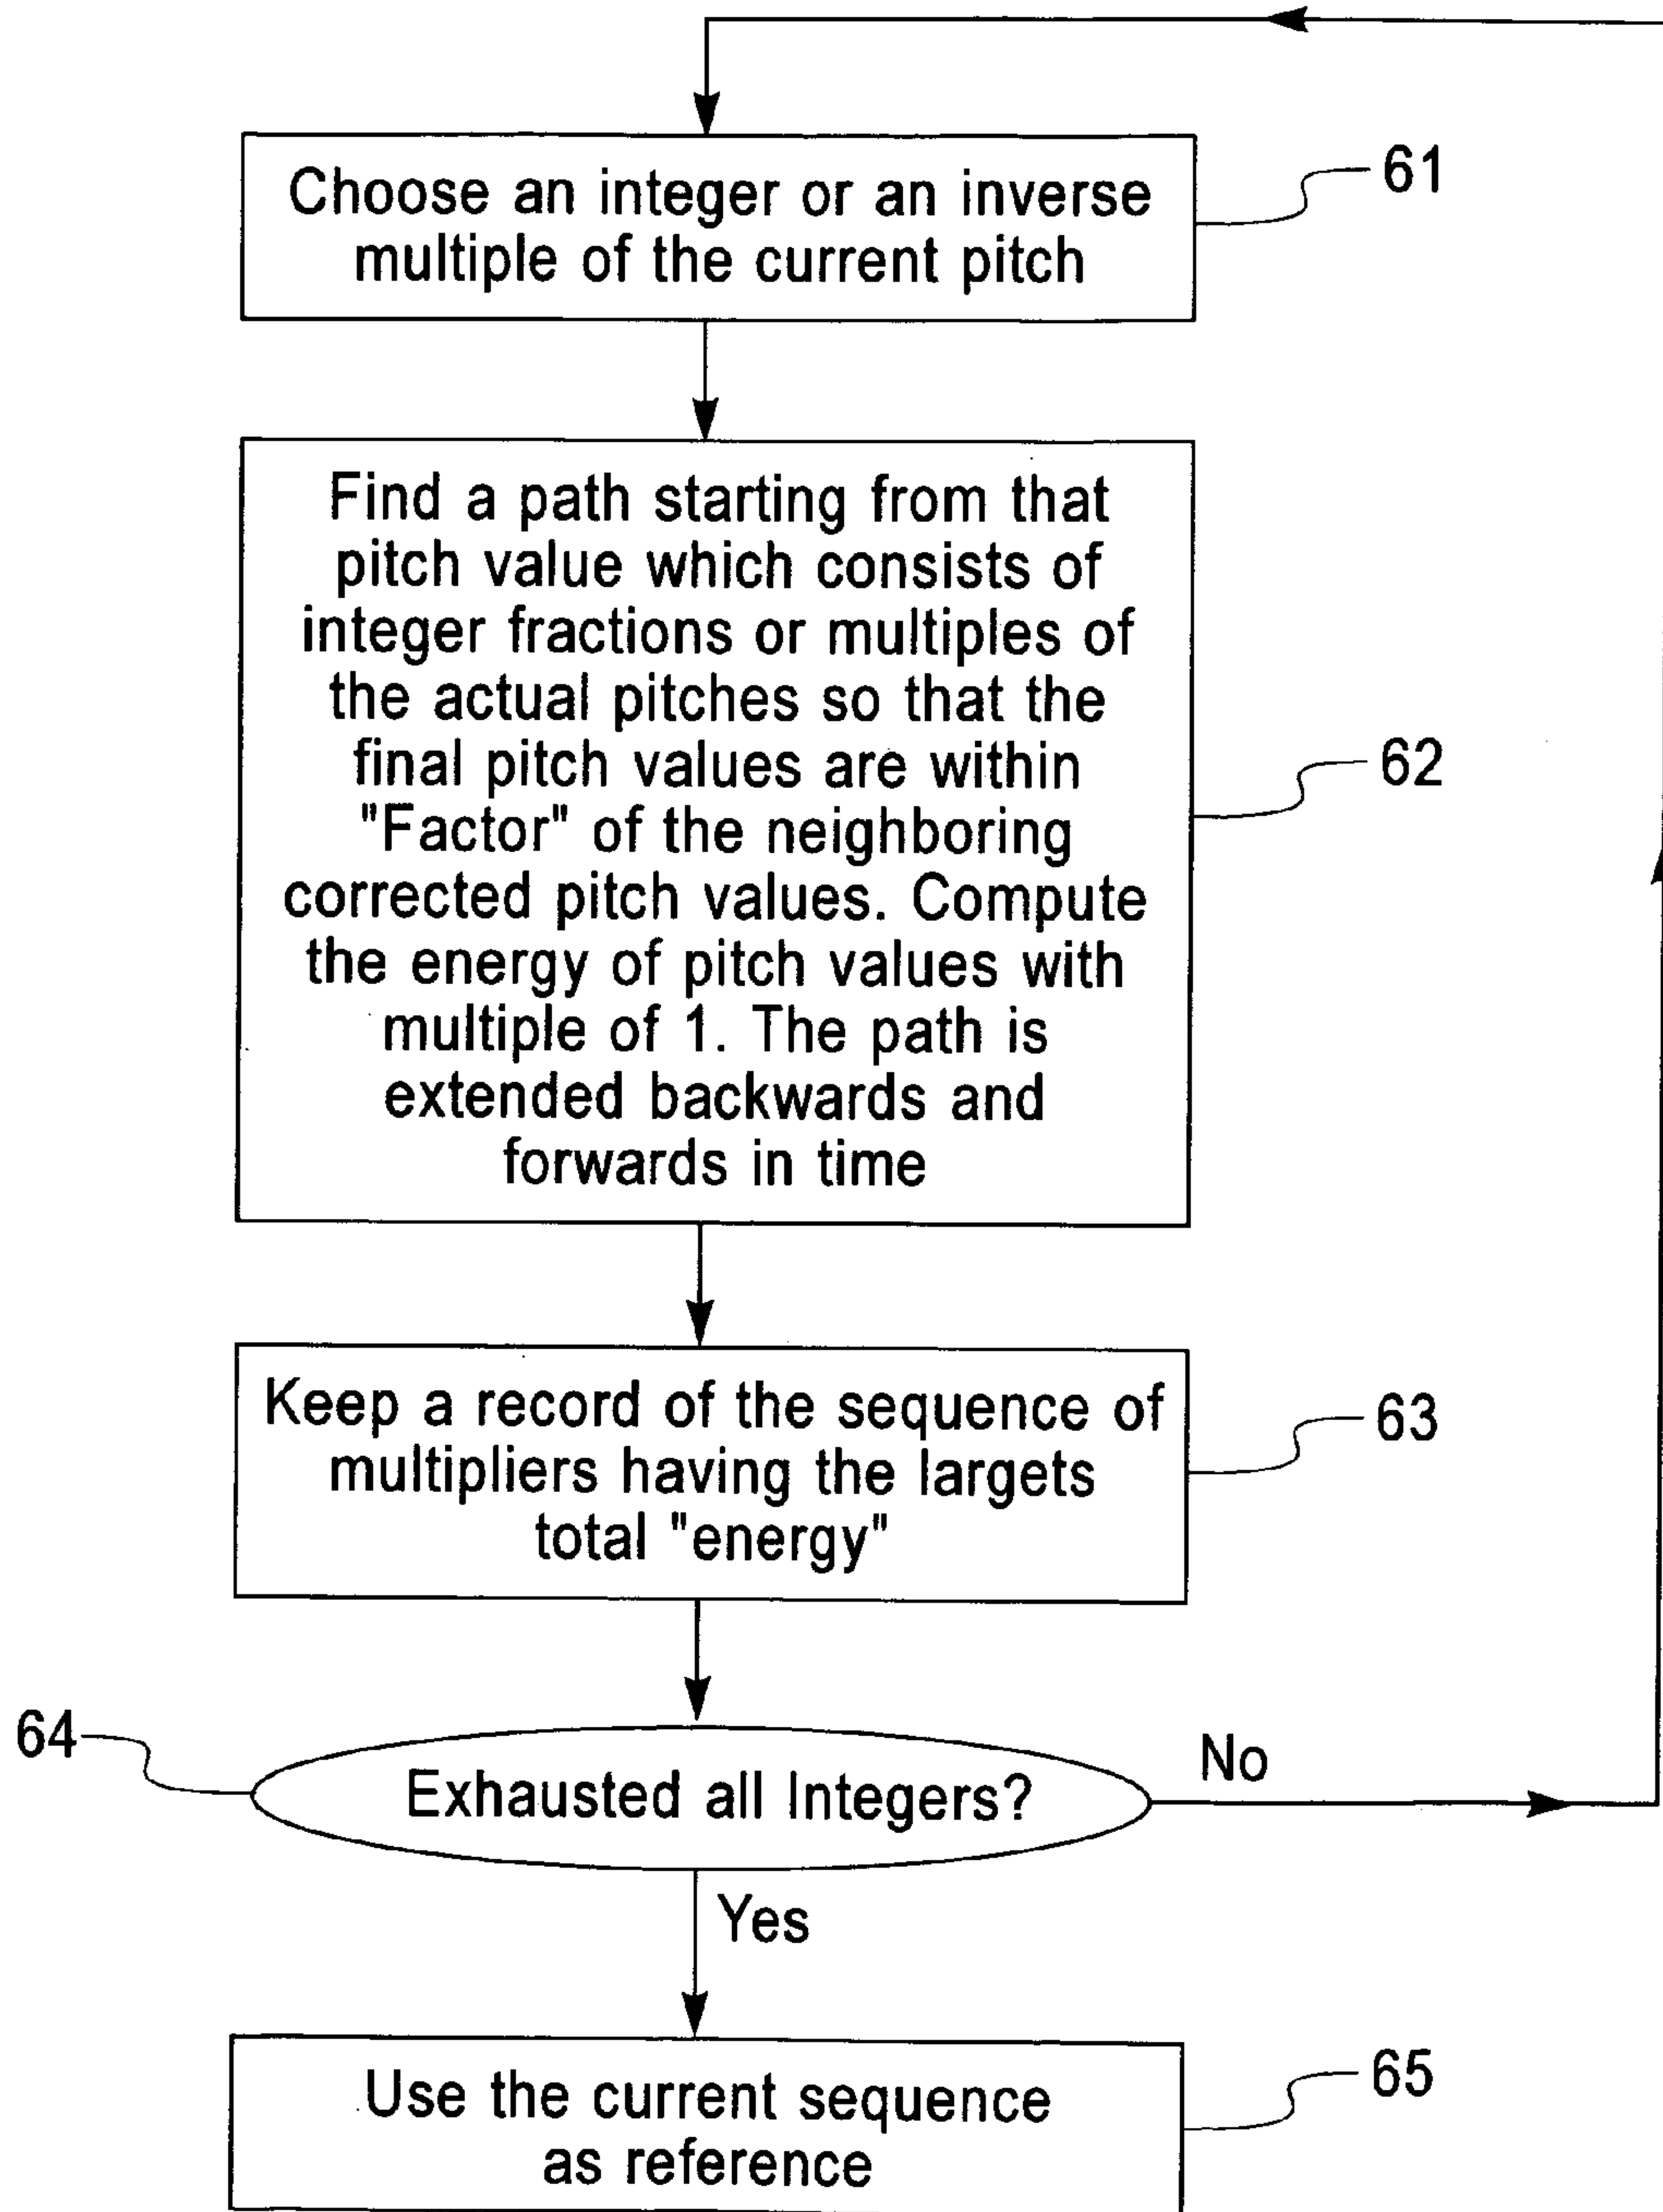 Choose an integer or an inverse
multiple of the current pitch
61
Find a path starting from that
pitch value which consists of
integer fractions or multiples of
the actual pitches so that the
final pitch values are within
"Factor" of the neighboring
corrected pitch values. Compute
the energy of pitch values with
multiple of 1. The path is
extended backwards and
forwards in time
62
Keep a record of the sequence of
multipliers having the largets
total "energy"
63
64
Exhausted all Integers?
No
Yes
Use the current sequence
as reference
65